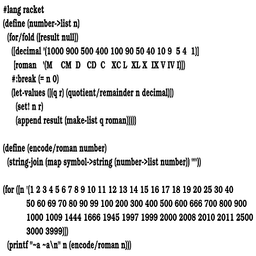 #lang racket
(define (number->list n)
(for/fold ([result null])
([decimal '(1000 900 500 400 100 90 50 40 10 9 5 4 1)]
[roman '(M CM D CD C XC L XL X IX V IV I)])
#:break (= n 0)
(let-values ([(q r) (quotient/remainder n decimal)])
(set! n r)
(append result (make-list q roman)))))
(define (encode/roman number)
(string-join (map symbol->string (number->list number)) ""))
(for ([n '(1 2 3 4 5 6 7 8 9 10 11 12 13 14 15 16 17 18 19 20 25 30 40
50 60 69 70 80 90 99 100 200 300 400 500 600 666 700 800 900
1000 1009 1444 1666 1945 1997 1999 2000 2008 2010 2011 2500
3000 3999)])
(printf "~a ~a\n" n (encode/roman n)))